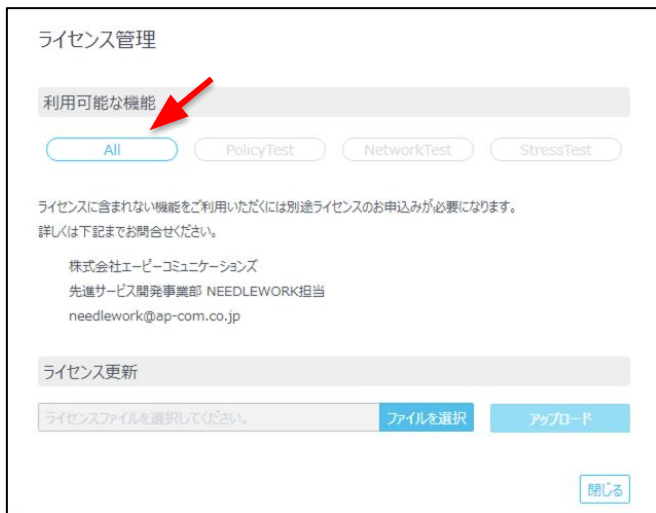 ライセンス管理
利用可能な機能
All PolicyTest NetworkTest StressTest
ライセンスに含まれない機能をご利用いただくには別途ライセンスのお申込みが必要になります。
詳しくは下記までお問合せください。
株式会社エーピーコミュニケーションズ
先進サービス開発事業部 NEEDLEWORK担当
needlework@ap-com.co.jp
ライセンス更新
ライセンスファイルを選択してください。 ファイルを選択 アップロード
閉じる